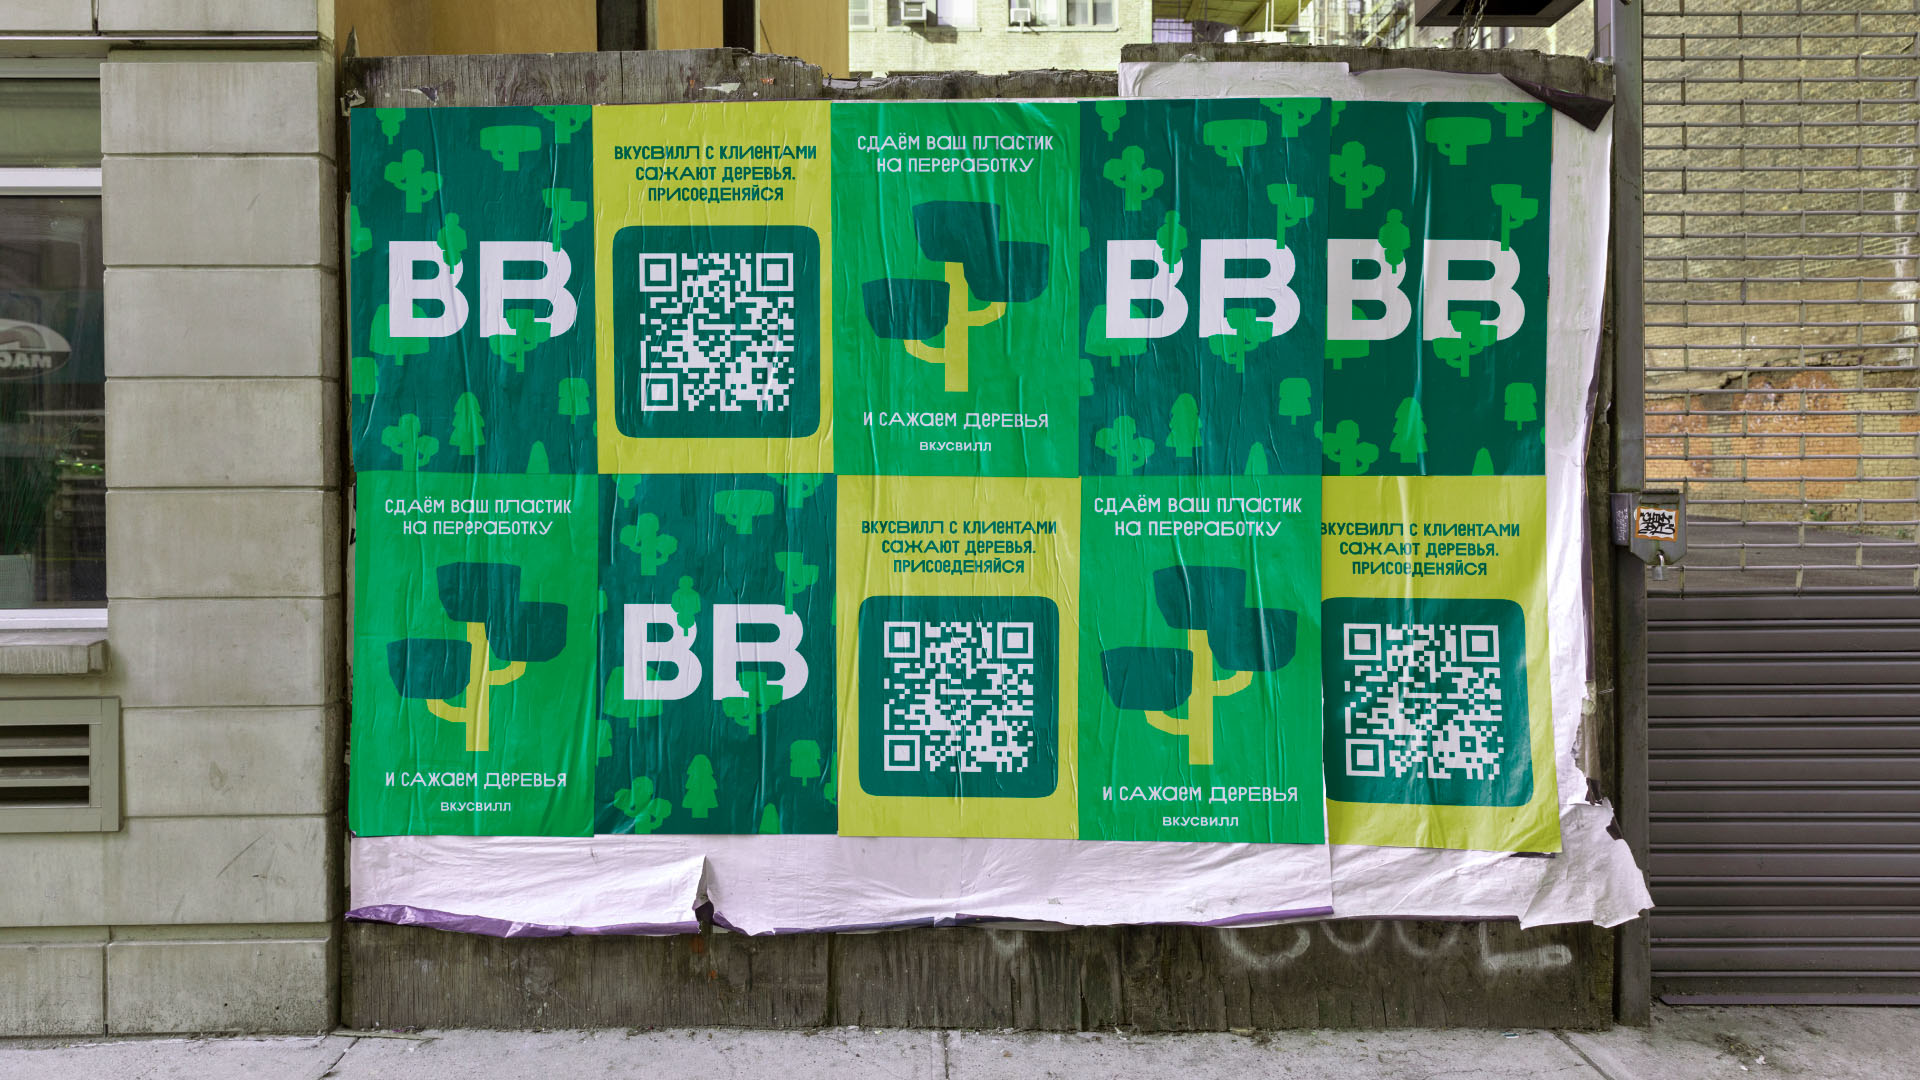 ВВ
ВКУСВИЛЛ С КЛИЕНТАМИ
САЖАЮТ ДЕРЕВЬЯ.
ПРИСОЕДЕНЯЙСЯ
СДАЁМ ВАШ ПЛАСТИК
НА ПЕРЕРАБОТКУ
И САЖАЕМ ДЕРЕВЬЯ
ВКУСВИЛЛ
ВВ
ВВ
СДАЁМ ВАШ ПЛАСТИК
НА ПЕРЕРАБОТКУ
И САЖАЕМ ДЕРЕВЬЯ
ВКУСВИЛЛ
ВВ
ВКУСВИЛЛ С КЛИЕНТАМИ
САЖАЮТ ДЕРЕВЬЯ.
ПРИСОЕДЕНЯЙСЯ
СДАЁМ ВАШ ПЛАСТИК
НА ПЕРЕРАБОТКУ
И САЖАЕМ ДЕРЕВЬЯ
ВКУСВИЛЛ
ВКУСВИЛЛ С КЛИЕНТАМИ
САЖАЮТ ДЕРЕВЬЯ.
ПРИСОЕДЕНЯЙСЯ